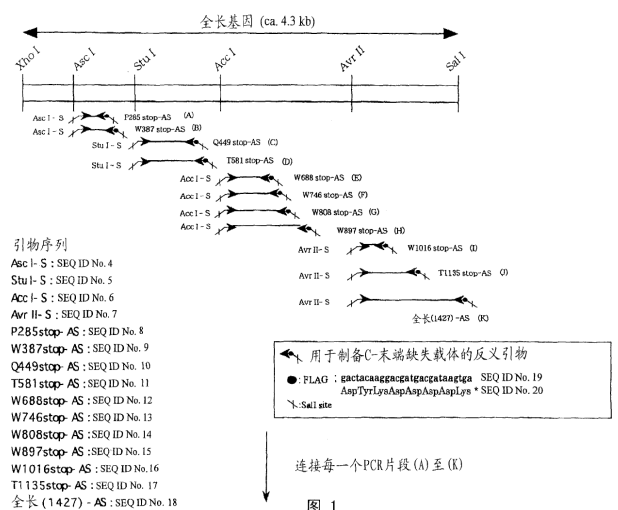 全长基因 (ca. 4.3 kb)
Xho I
Asc I
Stu I
Acc I
Avr II
Sal I
Asc I - S P285 stop-AS (A)
Asc I - S W387 stop-AS (B)
Stu I - S Q449 stop-AS (C)
Stu I - S T581 stop-AS (D)
Acc I - S W688 stop-AS (E)
Acc I - S W746 stop-AS (F)
Acc I - S W808 stop-AS (G)
Acc I - S W897 stop-AS (H)
Avr II- S W1016 stop-AS (I)
Avr II- S T1135 stop-AS (J)
Avr II- S 全长(1427) -AS (K)
引物序列
Asc I- S : SEQ ID No. 4
Stu I- S : SEQ ID No. 5
Acc I- S : SEQ ID No. 6
Avr II- S : SEQ ID No. 7
P285stop- AS : SEQ ID No. 8
W387stop- AS : SEQ ID No. 9
Q449stop- AS : SEQ ID No. 10
T581stop- AS : SEQ ID No. 11
W688stop- AS : SEQ ID No. 12
W746stop- AS : SEQ ID No. 13
W808stop- AS : SEQ ID No. 14
W897stop- AS : SEQ ID No. 15
W1016stop- AS : SEQ ID No. 16
T1135stop- AS : SEQ ID No. 17
全长 (1427) - AS : SEQ ID No. 18
用于制备C-末端缺失载体的反义引物
: FLAG ; gactacaaggacgatgacgataagtga SEQ ID No. 19
AspTyrLysAspAspAspAspLys * SEQ ID No. 20
: SalI site
连接每一个PCR片段(A)至(K)
图 1